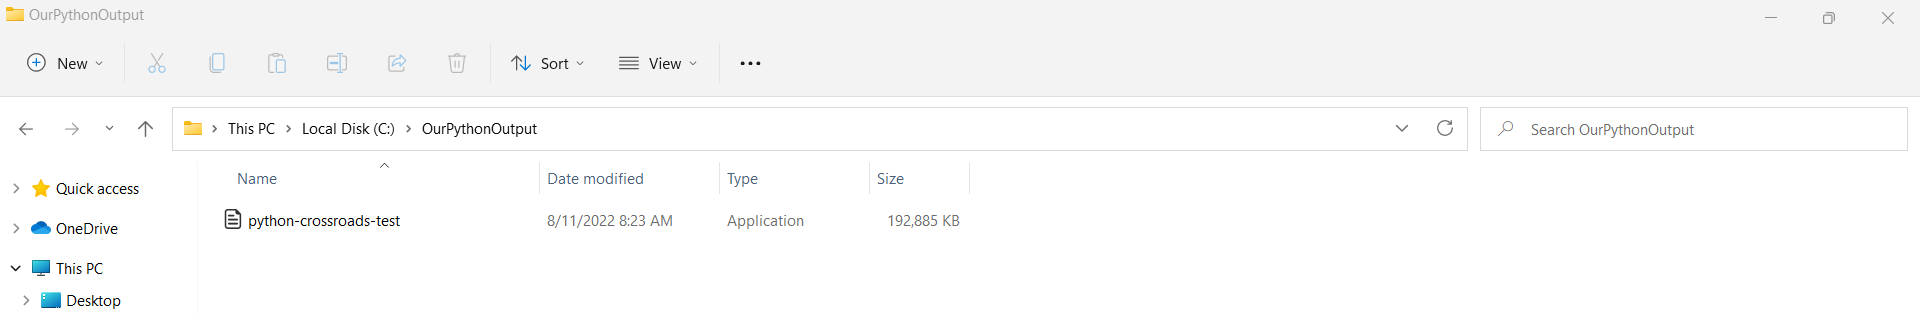 OurPythonOutput
New Sort View
This PC Local Disk (C:) OurPythonOutput Search OurPythonOutput
Name Date modified Type Size
Quick access
python-crossroads-test 8/11/2022 8:23 AM Application 192,885 KB
OneDrive
This PC
Desktop